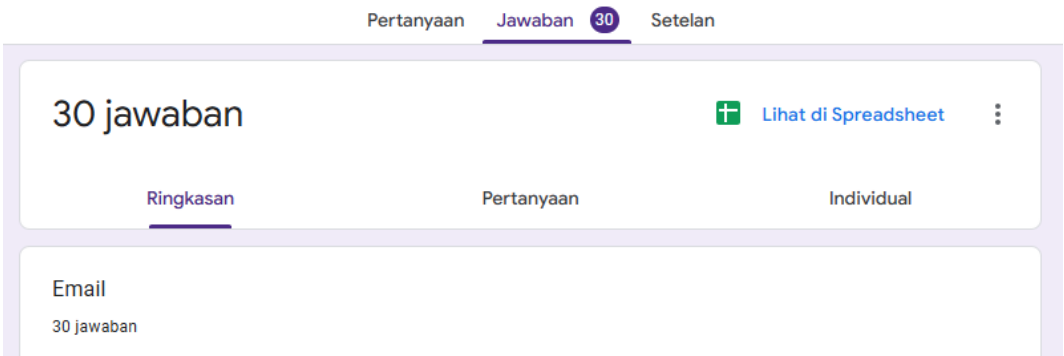 Pertanyaan Jawaban 30 Setelan
30 jawaban Lihat di Spreadsheet
Ringkasan Pertanyaan Individual
Email
30 jawaban